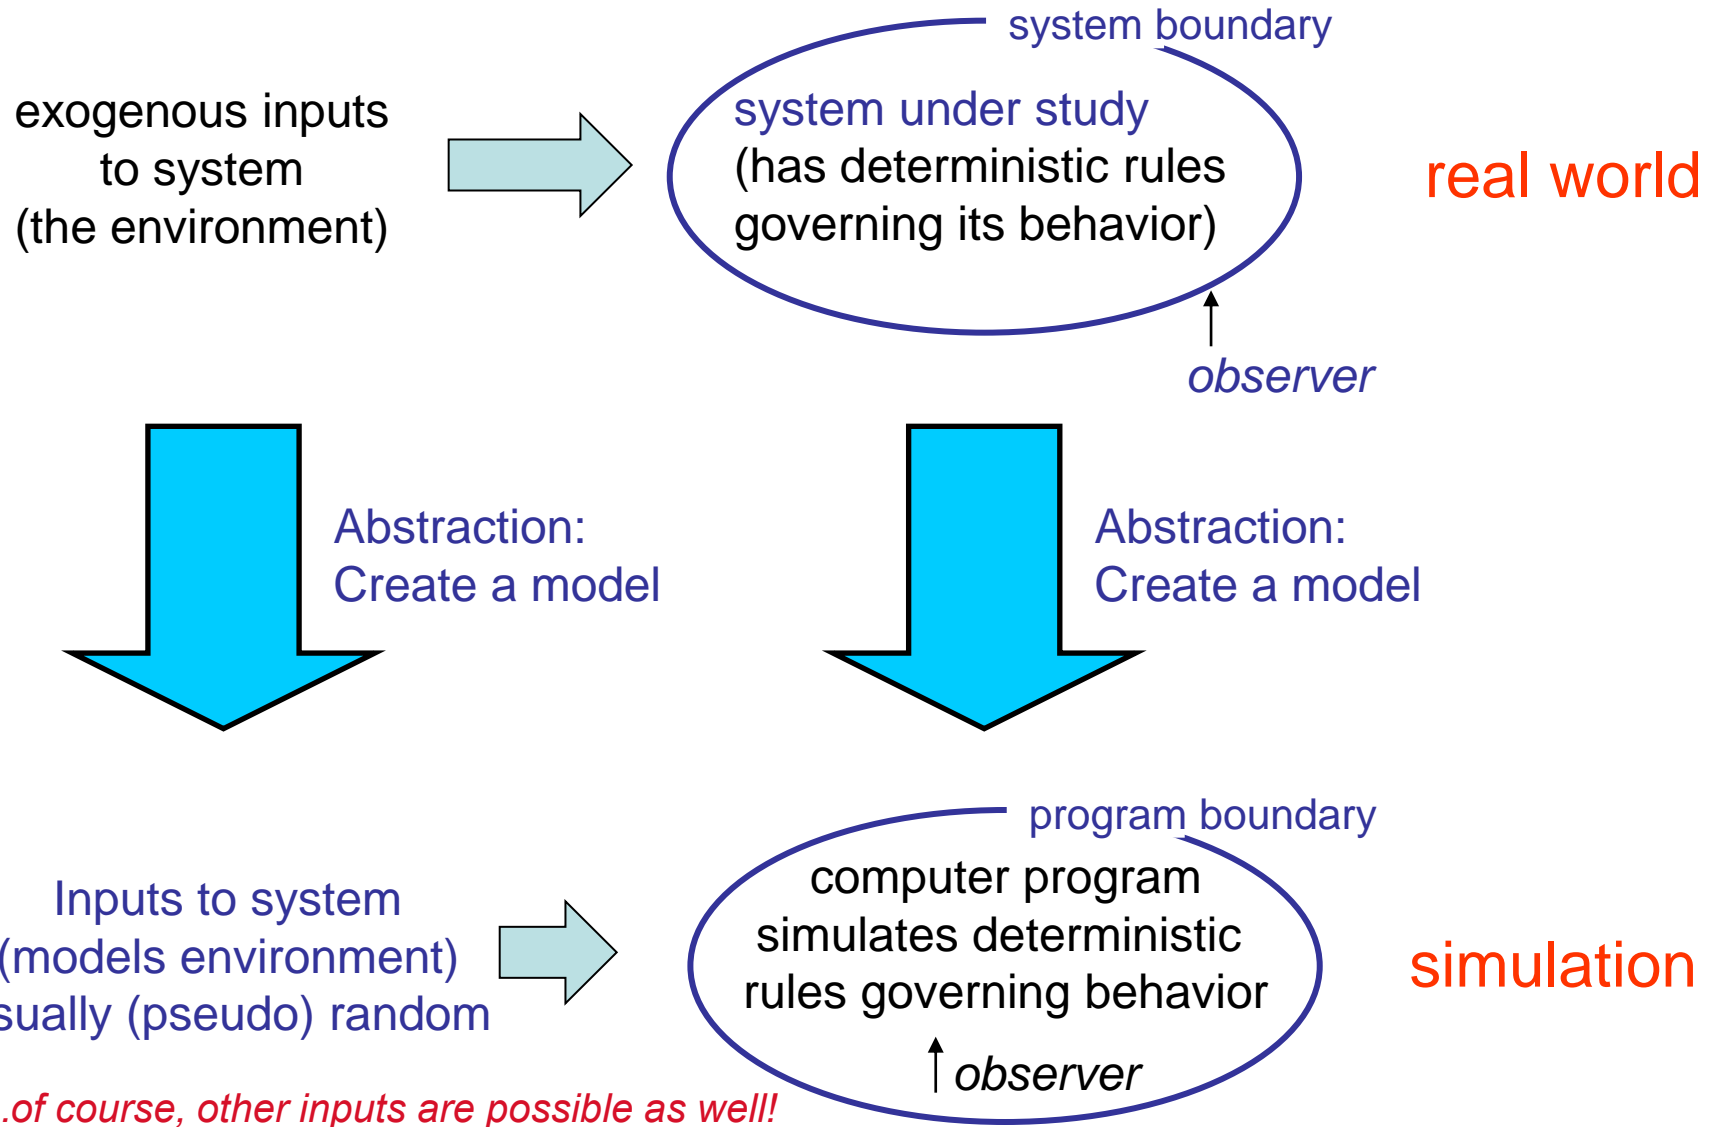 system boundary
exogenous inputs
to system
(the environment)
system under study
(has deterministic rules
governing its behavior)
real world
observer
Abstraction:
Create a model
Abstraction:
Create a model
program boundary
Inputs to system
(models environment)
(pseudo) random
computer program
simulates deterministic
rules governing behavior
simulation
observer
.of course, other inputs are possible as well!